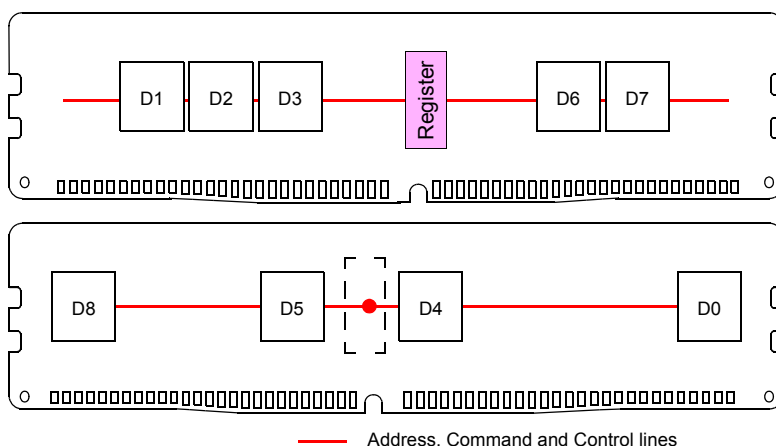 D1 D2 D3 Register D6 D7
D8 D5 D4 D0
Address, Command and Control lines